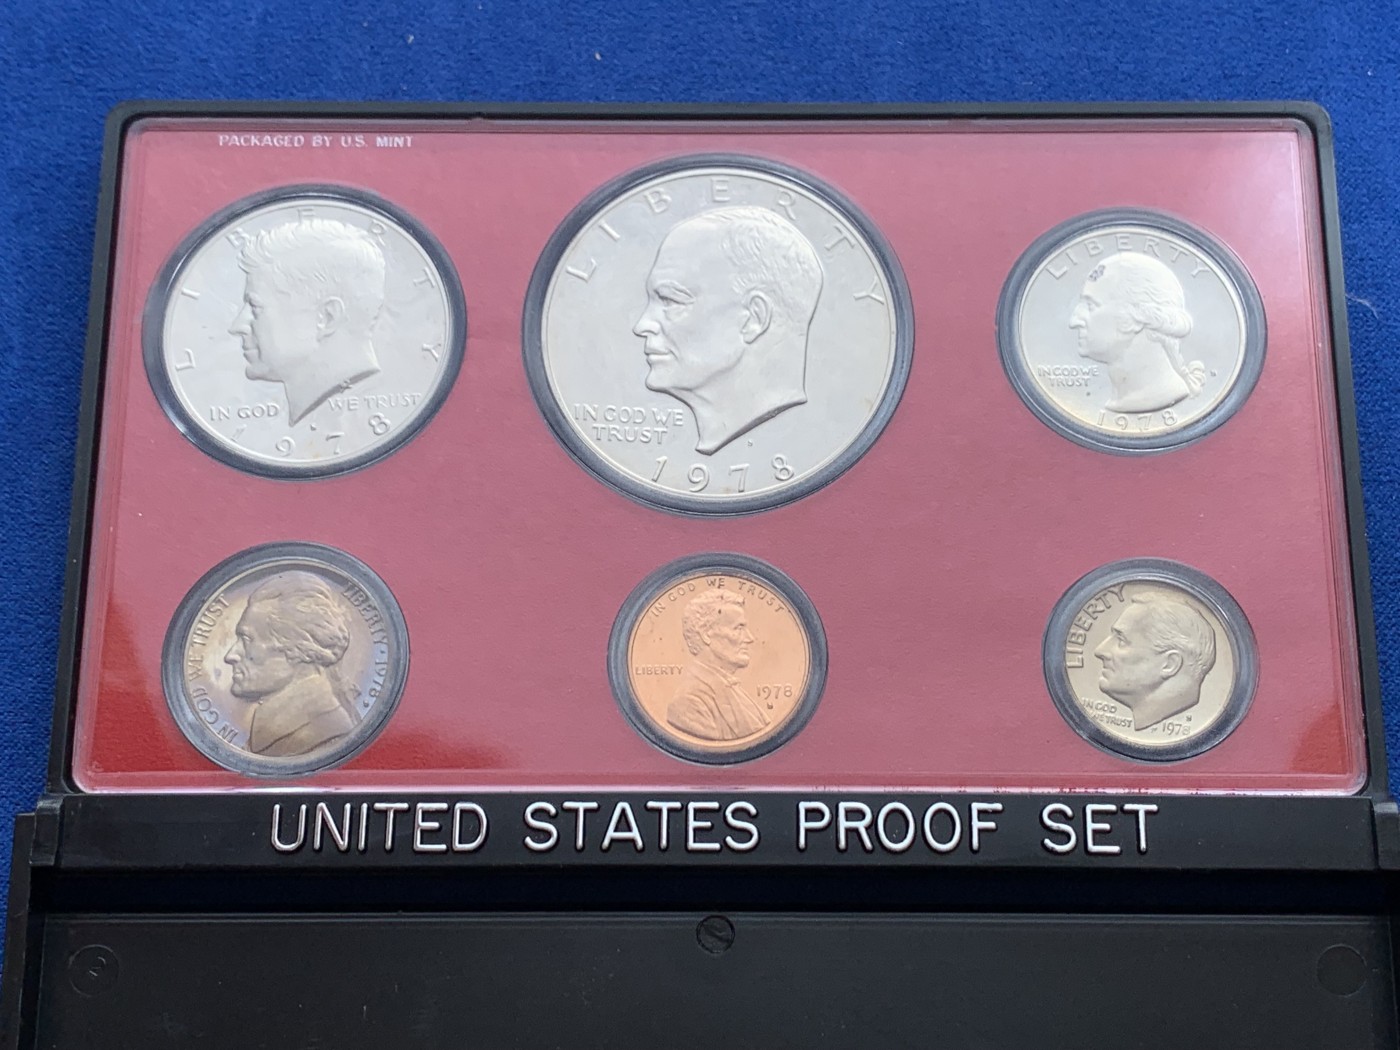 PACKAGED BY U.S. MINT
LIBERTY
IN GOD WE TRUST
1978
LIBERTY
IN GOD WE
TRUST
1978
LIBERTY
IN GOD WE
TRUST
1978
IN GOD WE TRUST
LIBERTY · 1978
IN GOD WE TRUST
LIBERTY
1978
LIBERTY
IN GOD
WE TRUST
1978
UNITED STATES PROOF SET